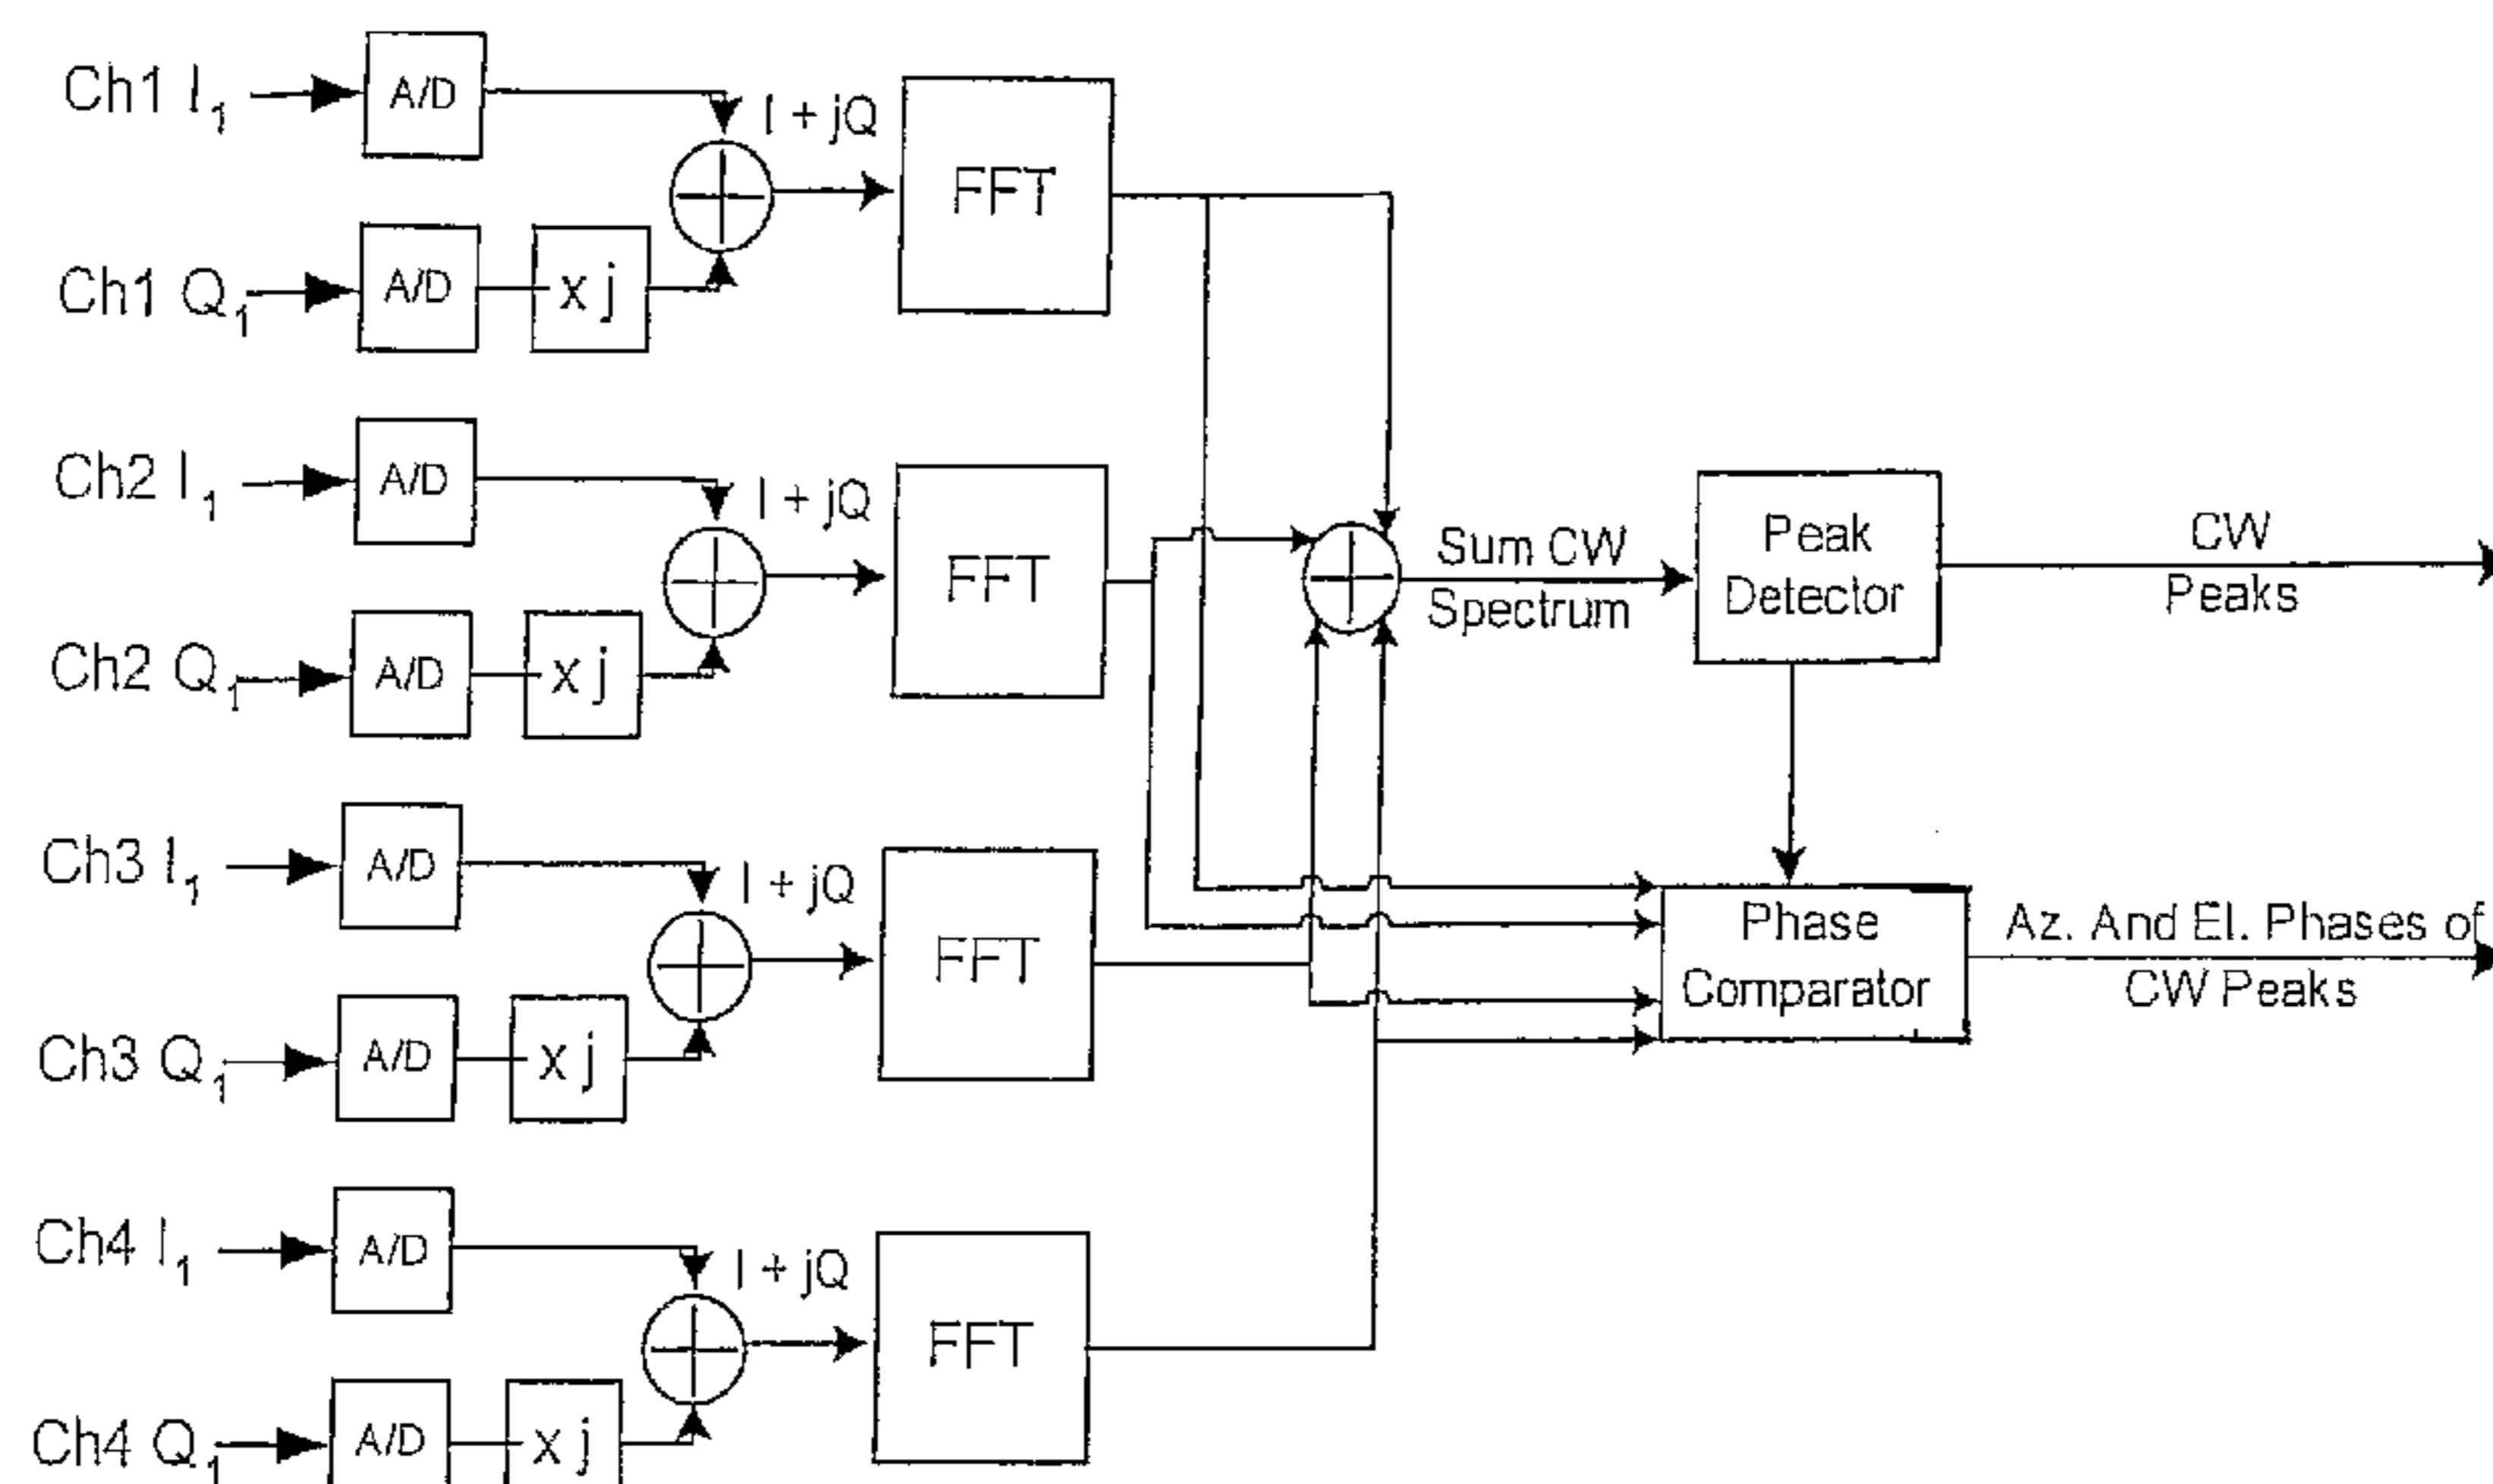 Ch1 I1
A/D
I + jQ
FFT
Ch1 Q1
A/D
x j
Ch2 I1
A/D
I + jQ
FFT
Ch2 Q1
A/D
x j
Sum CW
Spectrum
Peak
Detector
CW
Peaks
Ch3 I1
A/D
I + jQ
FFT
Ch3 Q1
A/D
x j
Phase
Comparator
Az. And El. Phases of
CW Peaks
Ch4 I1
A/D
I + jQ
FFT
Ch4 Q1
A/D
x j